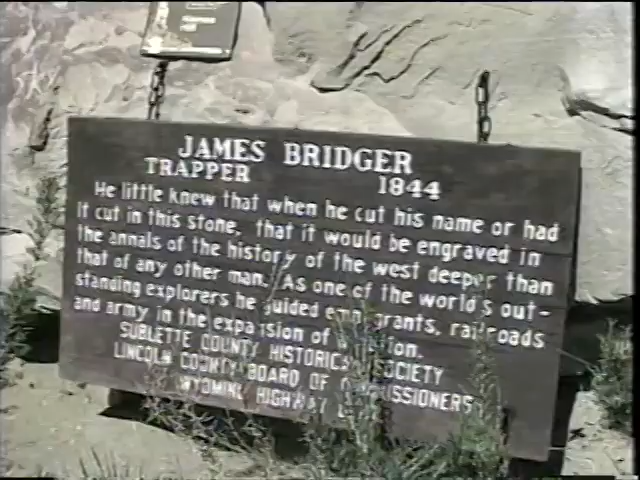 JAMES BRIDGER
TRAPPER 1844
He little knew that when he cut his name or had
it cut in this stone, that it would be engraved in
the annals of the history of the west deeper than
that of any other man. As one of the world's out-
standing explorers he guided emigrants, railroads
and army in the expansion of
SUBLETTE COUNTY HISTORICAL SOCIETY
LINCOLN COUNTY BOARD OF COMMISSIONERS
WYOMING HIGHWAY